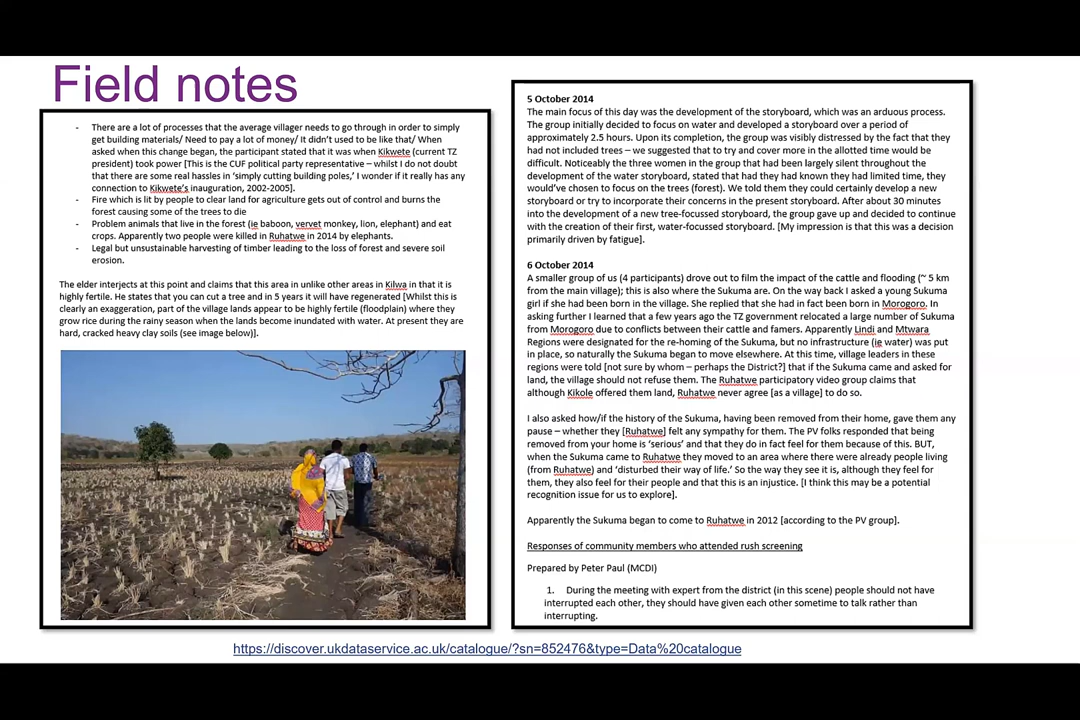 Field notes
- There are a lot of processes that the average villager needs to go through in order to simply
get building materials/ Need to pay a lot of money/ It didn't used to be like that/ When
asked when this change began, the participant stated that it was when Kikwete (current TZ
president) took power [This is the CUF political party representative – whilst I do not doubt
that there are some real hassles in 'simply cutting building poles,' I wonder if it really has any
connection to Kikwete's inauguration, 2002-2005].
- Fire which is lit by people to clear land for agriculture gets out of control and burns the
forest causing some of the trees to die
- Problem animals that live in the forest (ie baboon, vervet monkey, lion, elephant) and eat
crops. Apparently two people were killed in Ruhatwe in 2014 by elephants.
- Legal but unsustainable harvesting of timber leading to the loss of forest and severe soil
erosion.
The elder interjects at this point and claims that this area in unlike other areas in Kilwa in that it is
highly fertile. He states that you can cut a tree and in 5 years it will have regenerated [Whilst this is
clearly an exaggeration, part of the village lands appear to be highly fertile (floodplain) where they
grow rice during the rainy season when the lands become inundated with water. At present they are
hard, cracked heavy clay soils (see image below)].
5 October 2014
The main focus of this day was the development of the storyboard, which was an arduous process.
The group initially decided to focus on water and developed a storyboard over a period of
approximately 2.5 hours. Upon its completion, the group was visibly distressed by the fact that they
had not included trees – we suggested that to try and cover more in the allotted time would be
difficult. Noticeably the three women in the group that had been largely silent throughout the
development of the water storyboard, stated that had they had known they had limited time, they
would've chosen to focus on the trees (forest). We told them they could certainly develop a new
storyboard or try to incorporate their concerns in the present storyboard. After about 30 minutes
into the development of a new tree-focussed storyboard, the group gave up and decided to continue
with the creation of their first, water-focussed storyboard. [My impression is that this was a decision
primarily driven by fatigue].
6 October 2014
A smaller group of us (4 participants) drove out to film the impact of the cattle and flooding (~ 5 km
from the main village); this is also where the Sukuma are. On the way back I asked a young Sukuma
girl if she had been born in the village. She replied that she had in fact been born in Morogoro. In
asking further I learned that a few years ago the TZ government relocated a large number of Sukuma
from Morogoro due to conflicts between their cattle and famers. Apparently Lindi and Mtwara
Regions were designated for the re-homing of the Sukuma, but no infrastructure (ie water) was put
in place, so naturally the Sukuma began to move elsewhere. At this time, village leaders in these
regions were told [not sure by whom – perhaps the District?] that if the Sukuma came and asked for
land, the village should not refuse them. The Ruhatwe participatory video group claims that
although Kikole offered them land, Ruhatwe never agree [as a village] to do so.
I also asked how/if the history of the Sukuma, having been removed from their home, gave them any
pause – whether they [Ruhatwe] felt any sympathy for them. The PV folks responded that being
removed from your home is 'serious' and that they do in fact feel for them because of this. BUT,
when the Sukuma came to Ruhatwe they moved to an area where there were already people living
(from Ruhatwe) and 'disturbed their way of life.' So the way they see it is, although they feel for
them, they also feel for their people and that this is an injustice. [I think this may be a potential
recognition issue for us to explore].
Apparently the Sukuma began to come to Ruhatwe in 2012 [according to the PV group].
Responses of community members who attended rush screening
Prepared by Peter Paul (MCDI)
1. During the meeting with expert from the district (in this scene) people should not have
interrupted each other, they should have given each other sometime to talk rather than
interrupting.
https://discover.ukdataservice.ac.uk/catalogue/?sn=852476&type=Data%20catalogue